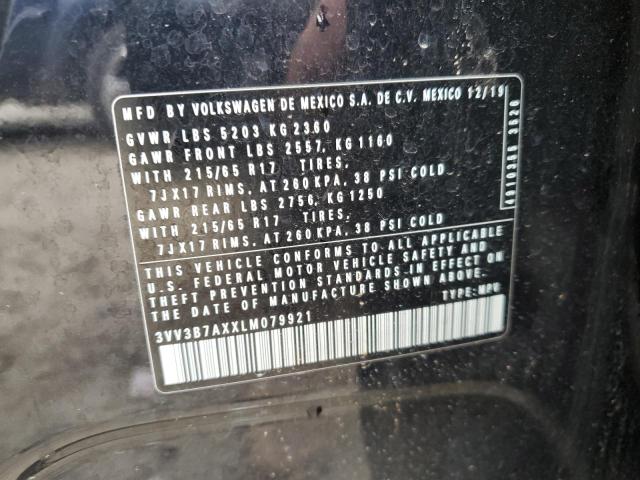 MFD BY VOLKSWAGEN DE MEXICO S.A. DE C.V. MEXICO 12/19
GVWR LBS 5203 KG 2360
GAWR FRONT LBS 2557, KG 1160
WITH 215/65 R17 TIRES.
7JX17 RIMS, AT 260 KPA, 38 PSI COLD
GAWR REAR LBS 2756, KG 1250
WITH 215/65 R17 TIRES.
7JX17 RIMS, AT 260 KPA, 38 PSI COLD
THIS VEHICLE CONFORMS TO ALL APPLICABLE
U.S. FEDERAL MOTOR VEHICLE SAFETY AND
THEFT PREVENTION STANDARDS IN EFFECT ON
THE DATE OF MANUFACTURE SHOWN ABOVE.
TYPE: MPV
3VV3B7AXXLM079921